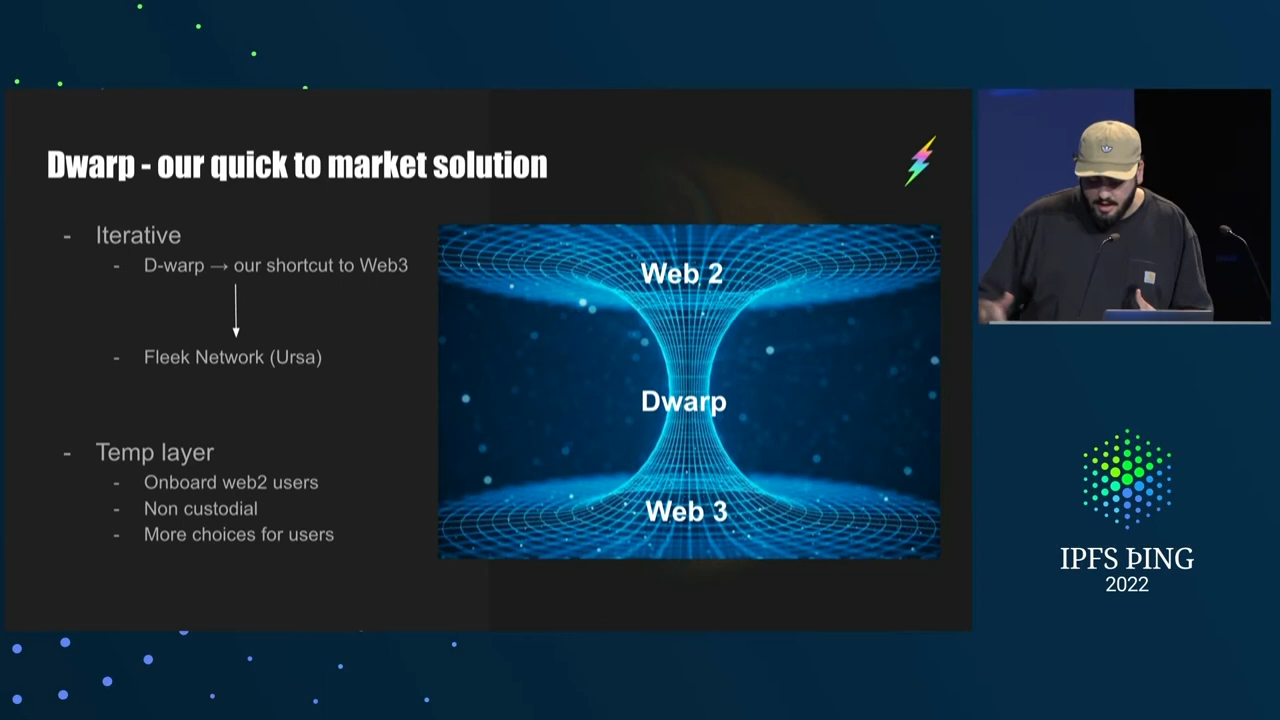 Dwarp - our quick to market solution
- Iterative
- D-warp → our shortcut to Web3
- Fleek Network (Ursa)
- Temp layer
- Onboard web2 users
- Non custodial
- More choices for users
Web 2
Dwarp
Web 3
IPFS ÞING
2022